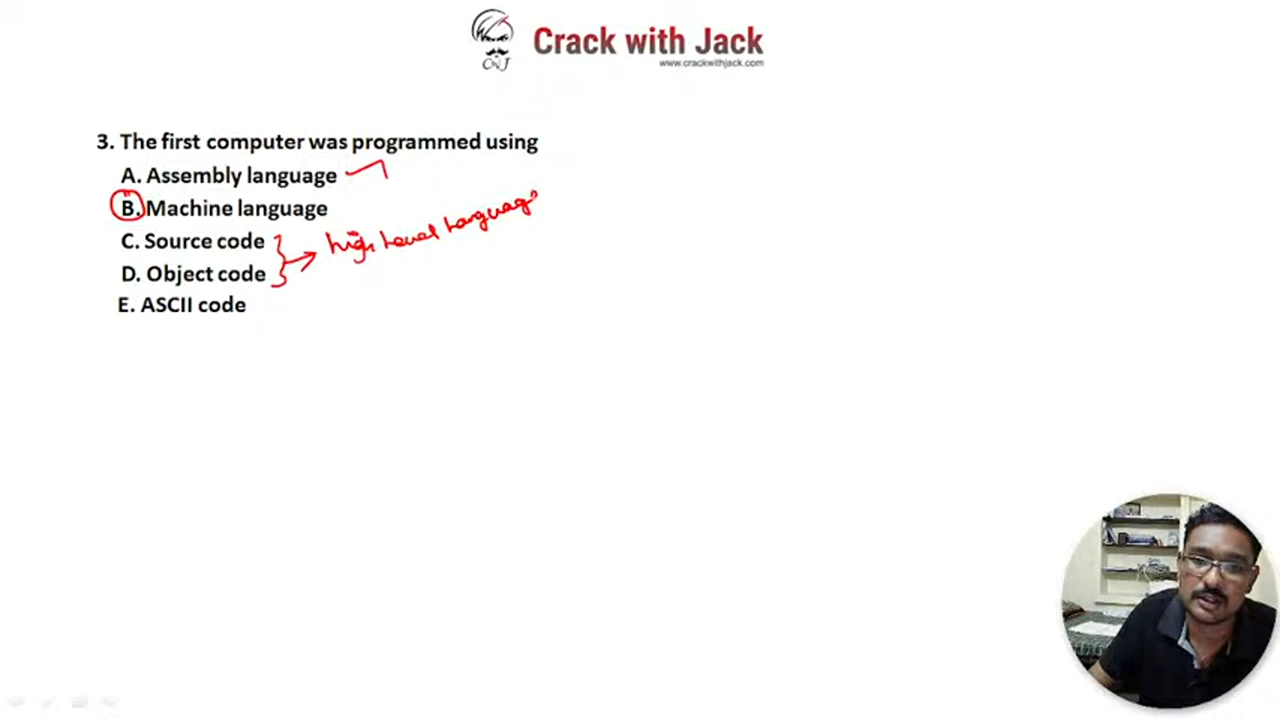 CwJ
Crack with Jack
www.crackwithjack.com
3. The first computer was programmed using
A. Assembly language
B. Machine language
C. Source code
D. Object code
high Level Language
E. ASCII code